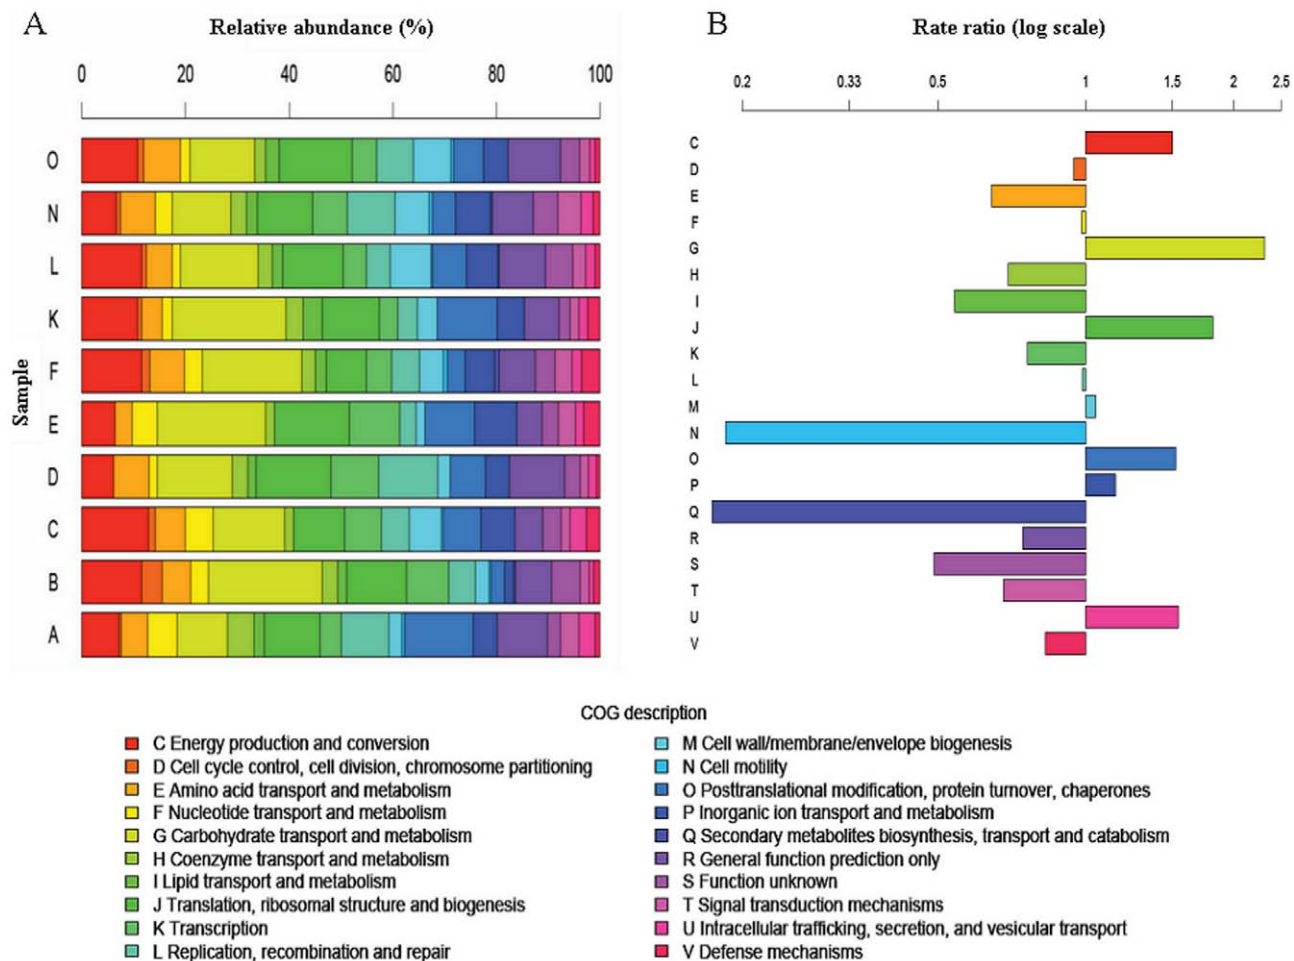 A
Relative abundance (%)
0 20 40 60 80 100
Sample
O
N
L
K
F
E
D
C
B
A
B
Rate ratio (log scale)
0.2 0.33 0.5 1 1.5 2 2.5
C
D
E
F
G
H
I
J
K
L
M
N
O
P
Q
R
S
T
U
V
COG description
C Energy production and conversion
D Cell cycle control, cell division, chromosome partitioning
E Amino acid transport and metabolism
F Nucleotide transport and metabolism
G Carbohydrate transport and metabolism
H Coenzyme transport and metabolism
I Lipid transport and metabolism
J Translation, ribosomal structure and biogenesis
K Transcription
L Replication, recombination and repair
M Cell wall/membrane/envelope biogenesis
N Cell motility
O Posttranslational modification, protein turnover, chaperones
P Inorganic ion transport and metabolism
Q Secondary metabolites biosynthesis, transport and catabolism
R General function prediction only
S Function unknown
T Signal transduction mechanisms
U Intracellular trafficking, secretion, and vesicular transport
V Defense mechanisms